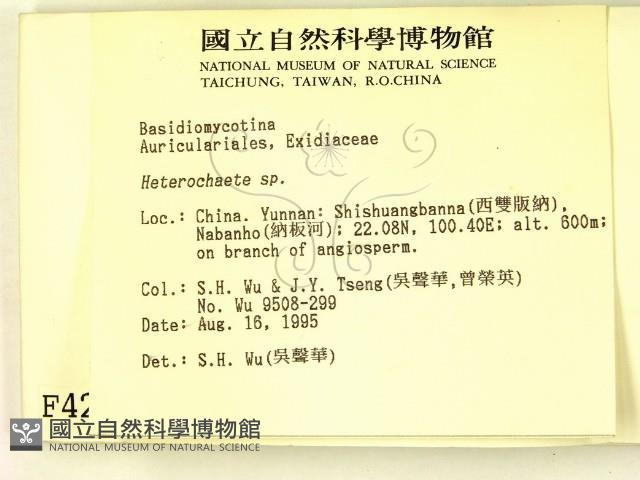 國立自然科學博物館
NATIONAL MUSEUM OF NATURAL SCIENCE
TAICHUNG, TAIWAN, R.O.CHINA
Basidiomycotina
Auriculariales, Exidiaceae
Heterochaete sp.
Loc.: China. Yunnan: Shishuangbanna(西雙版納),
Nabanho(納板河); 22.08N, 100.40E; alt. 600m;
on branch of angiosperm.
Col.: S.H. Wu & J.Y. Tseng(吳聲華,曾榮英)
No. Wu 9508-299
Date: Aug. 16, 1995
Det.: S.H. Wu(吳聲華)
F42
國立自然科學博物館
NATIONAL MUSEUM OF NATURAL SCIENCE